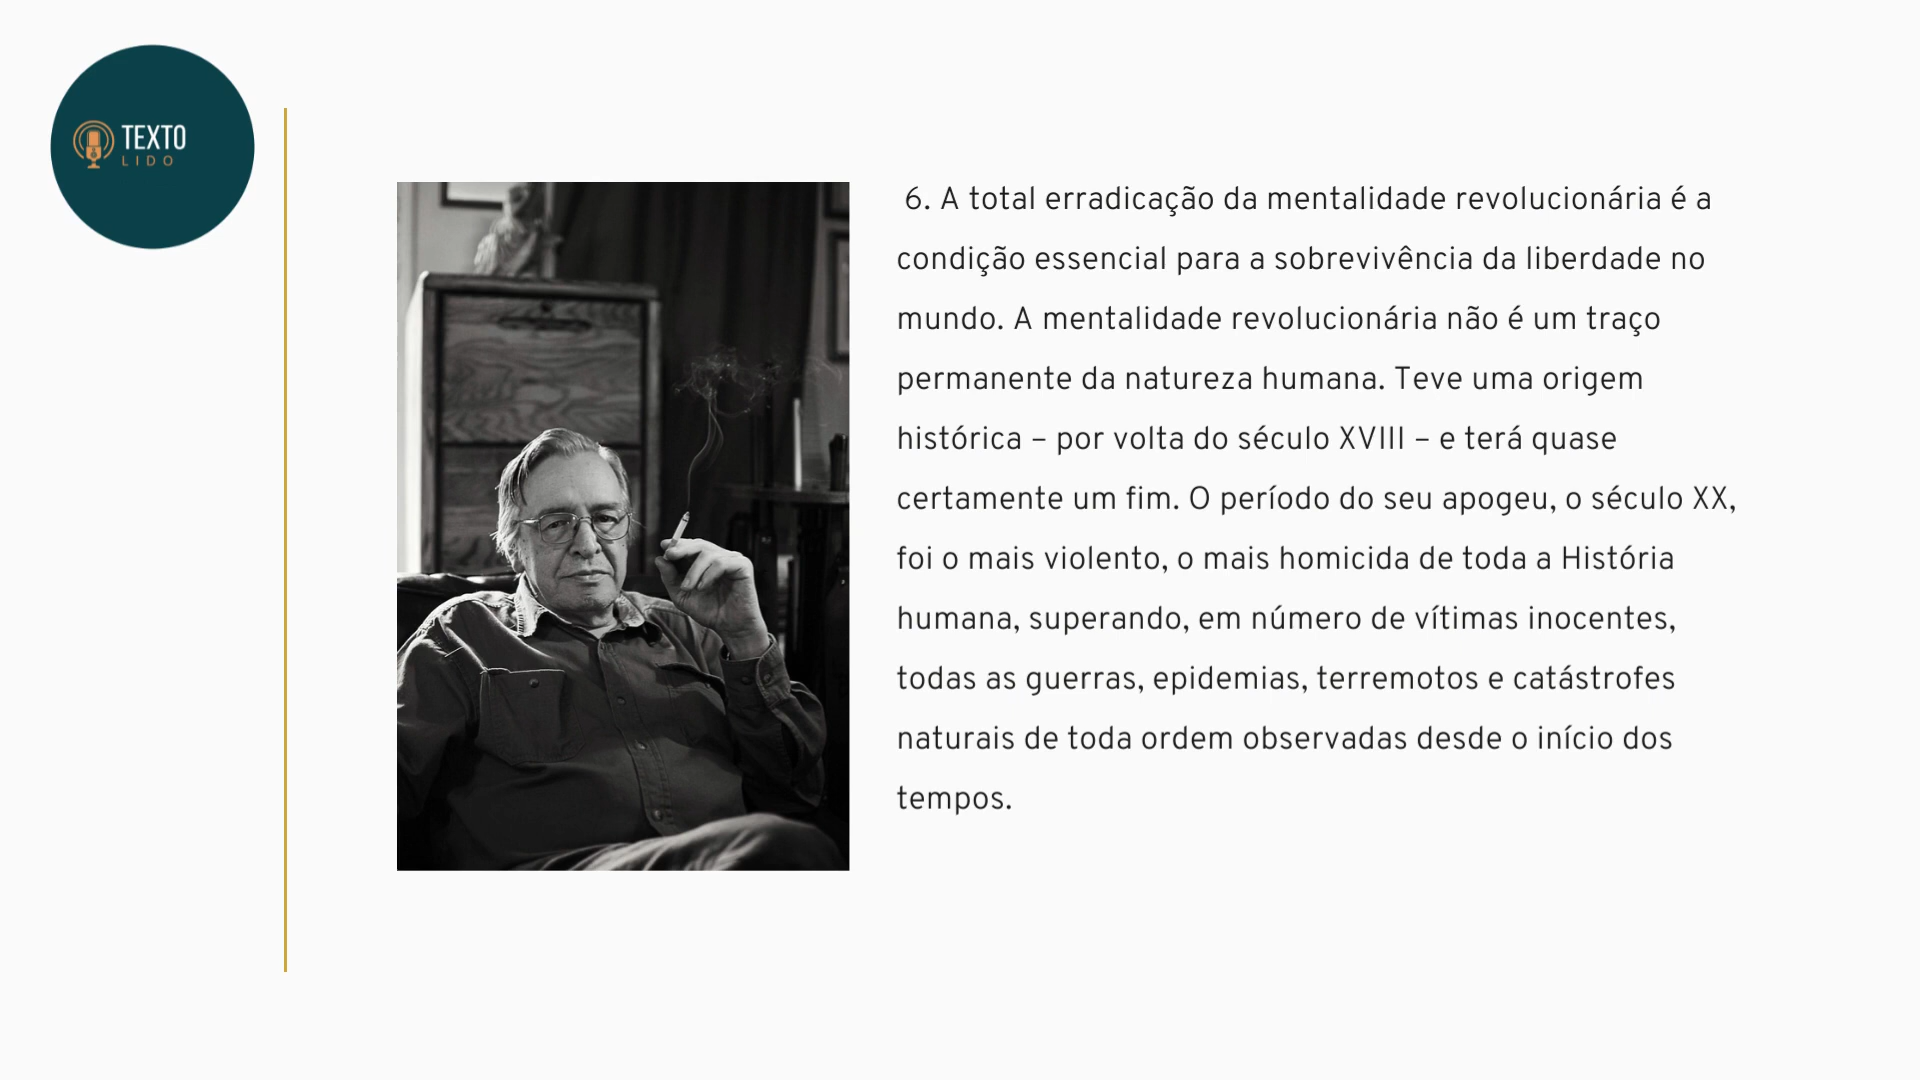 TEXTO
LIDO
6. A total erradicação da mentalidade revolucionária é a
condição essencial para a sobrevivência da liberdade no
mundo. A mentalidade revolucionária não é um traço
permanente da natureza humana. Teve uma origem
histórica – por volta do século XVIII – e terá quase
certamente um fim. O período do seu apogeu, o século XX,
foi o mais violento, o mais homicida de toda a História
humana, superando, em número de vítimas inocentes,
todas as guerras, epidemias, terremotos e catástrofes
naturais de toda ordem observadas desde o início dos
tempos.